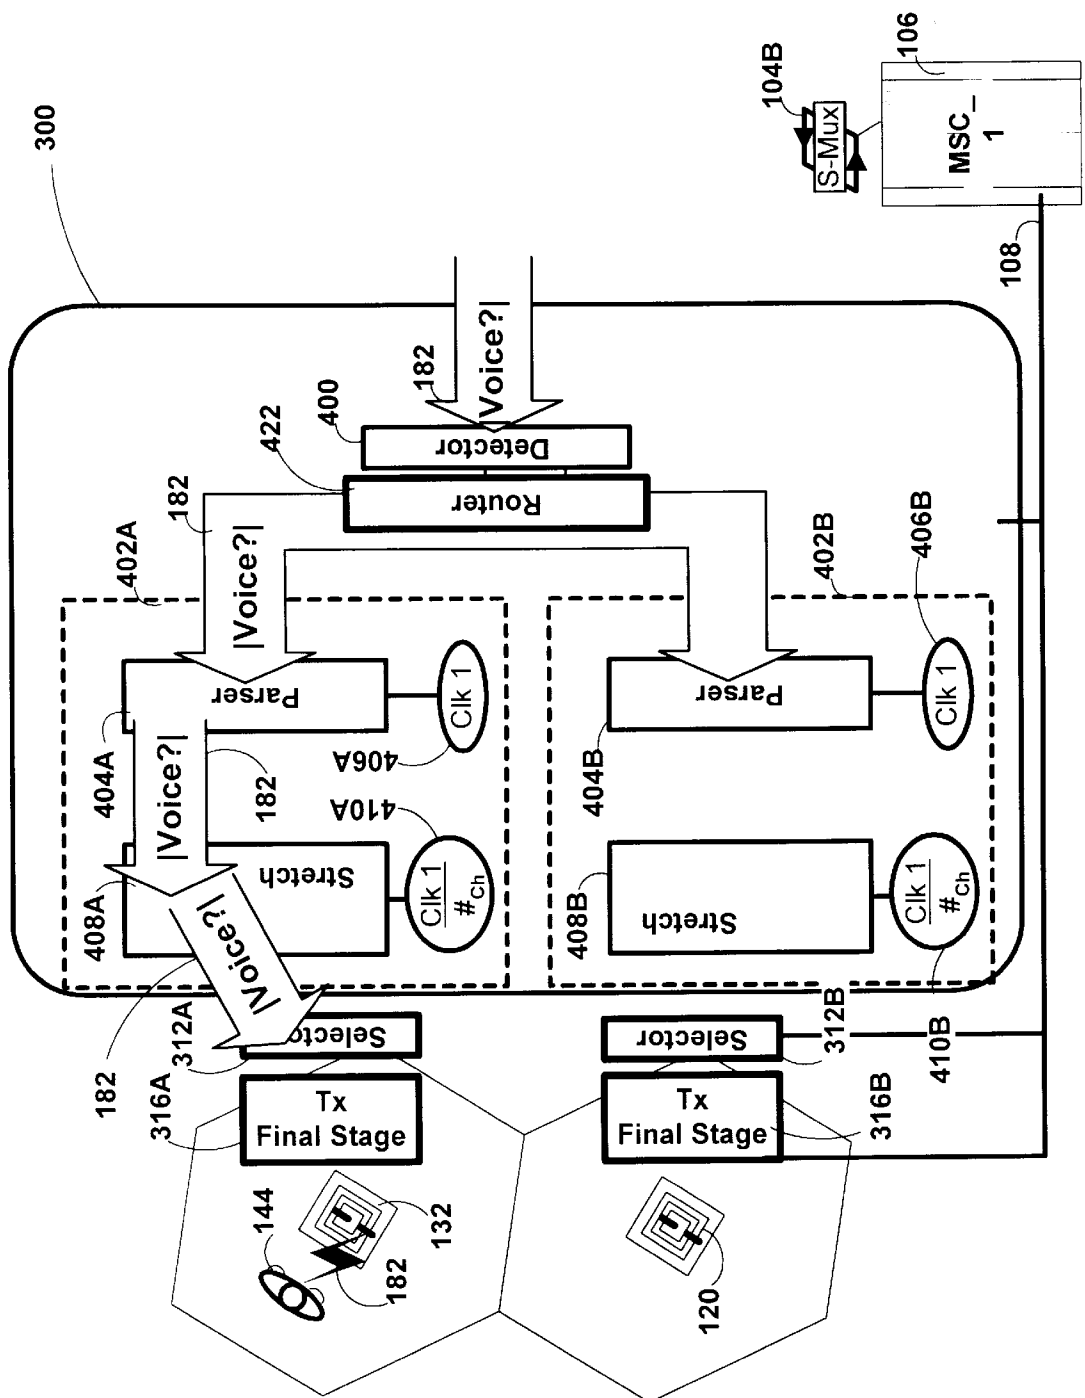 300
104B
S-Mux
106
MSC_
1
108
|Voice?|
182
400
Detector
422
Router
182
402A
|Voice?|
404A
Parser
Clk 1
406A
|Voice?|
182
408A
Stretch
Clk 1
#Ch
410A
|Voice?|
182
402B
404B
Parser
Clk 1
406B
408B
Stretch
Clk 1
#Ch
410B
312A
Selector
316A
Tx
Final Stage
312B
Selector
316B
Tx
Final Stage
144
132
182
120